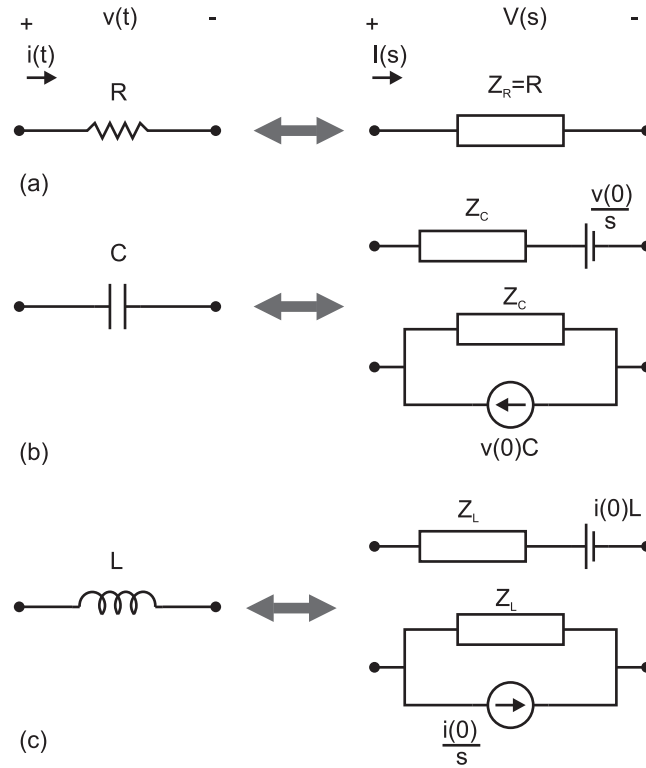 + v(t) - + V(s) -
i(t) I(s)
R Z_R=R
(a)
Z_C v(0)/s
C
Z_C
v(0)C
(b)
Z_L i(0)L
L
Z_L
i(0)/s
(c)